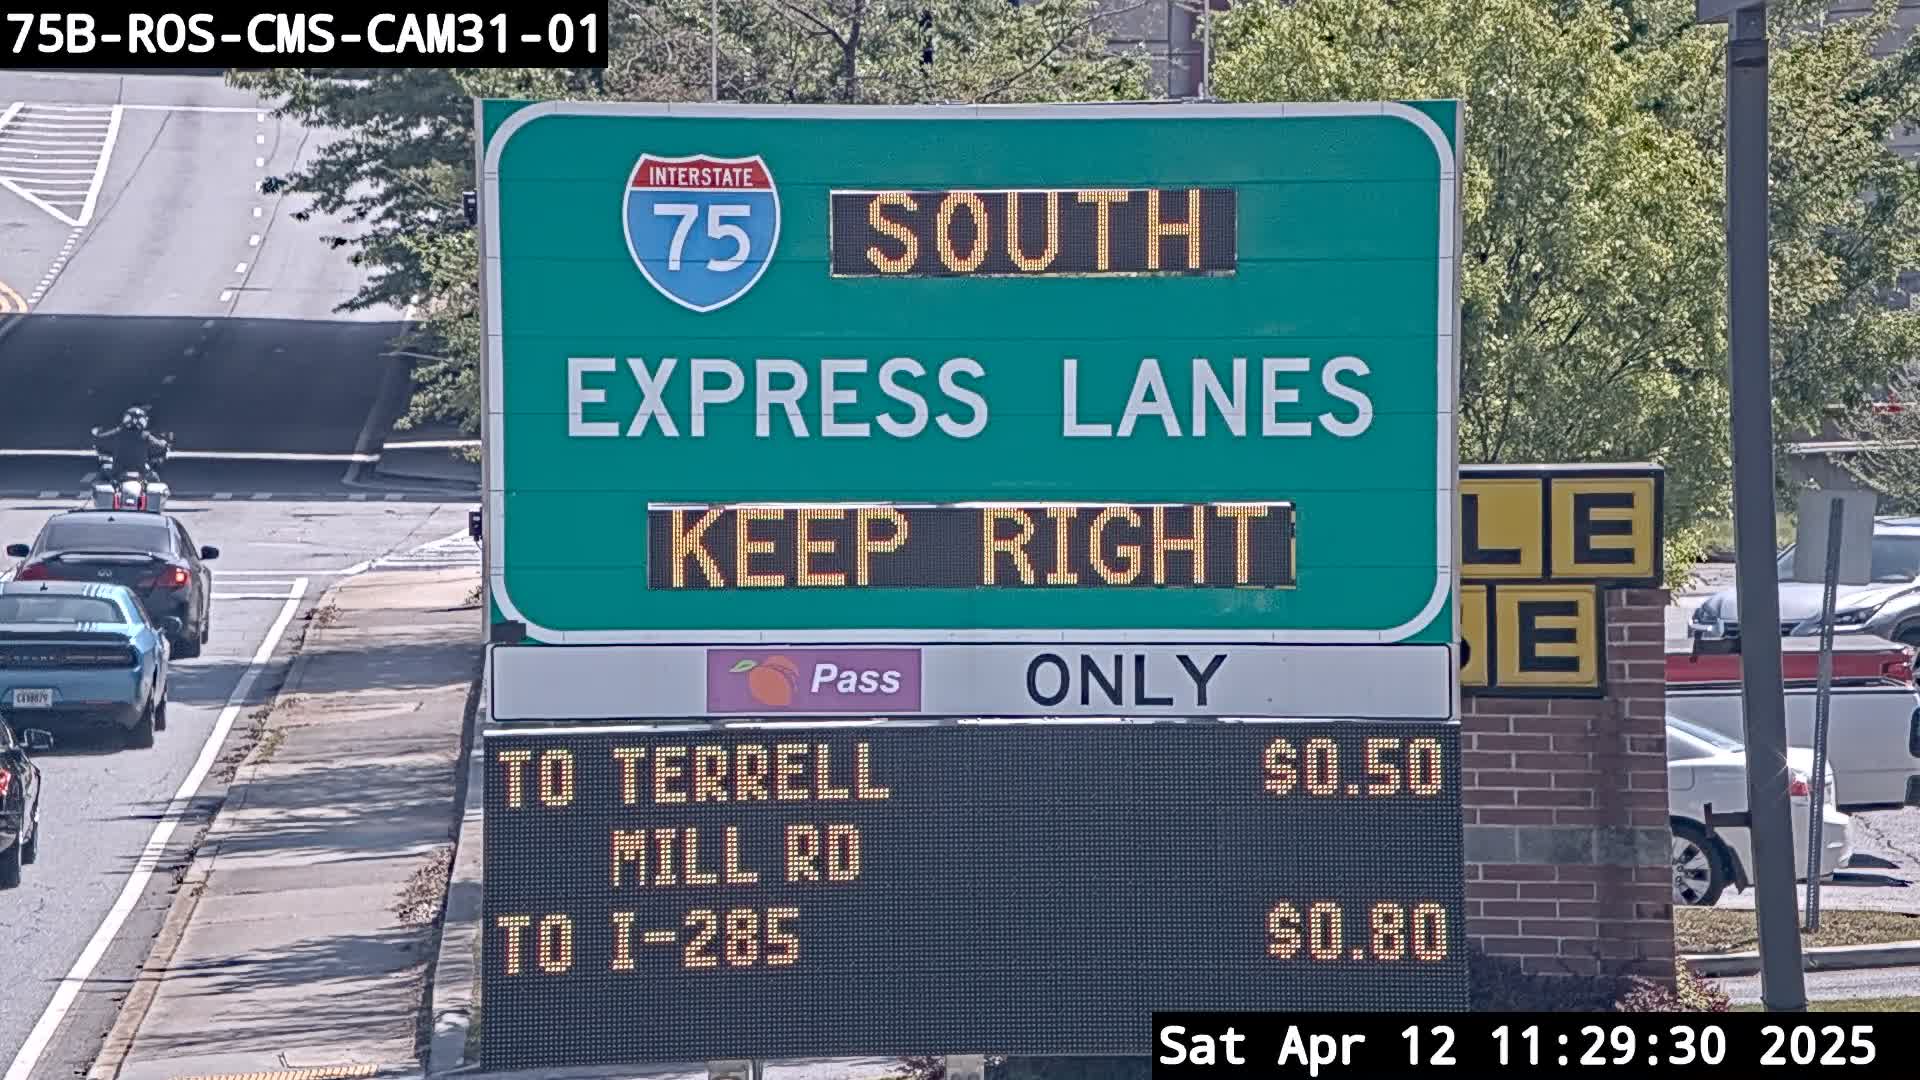 75B-ROS-CMS-CAM31-01
INTERSTATE
75
SOUTH
EXPRESS LANES
KEEP RIGHT
Pass ONLY
TO TERRELL $0.50
MILL RD
TO I-285 $0.80
LE
E
Sat Apr 12 11:29:30 2025